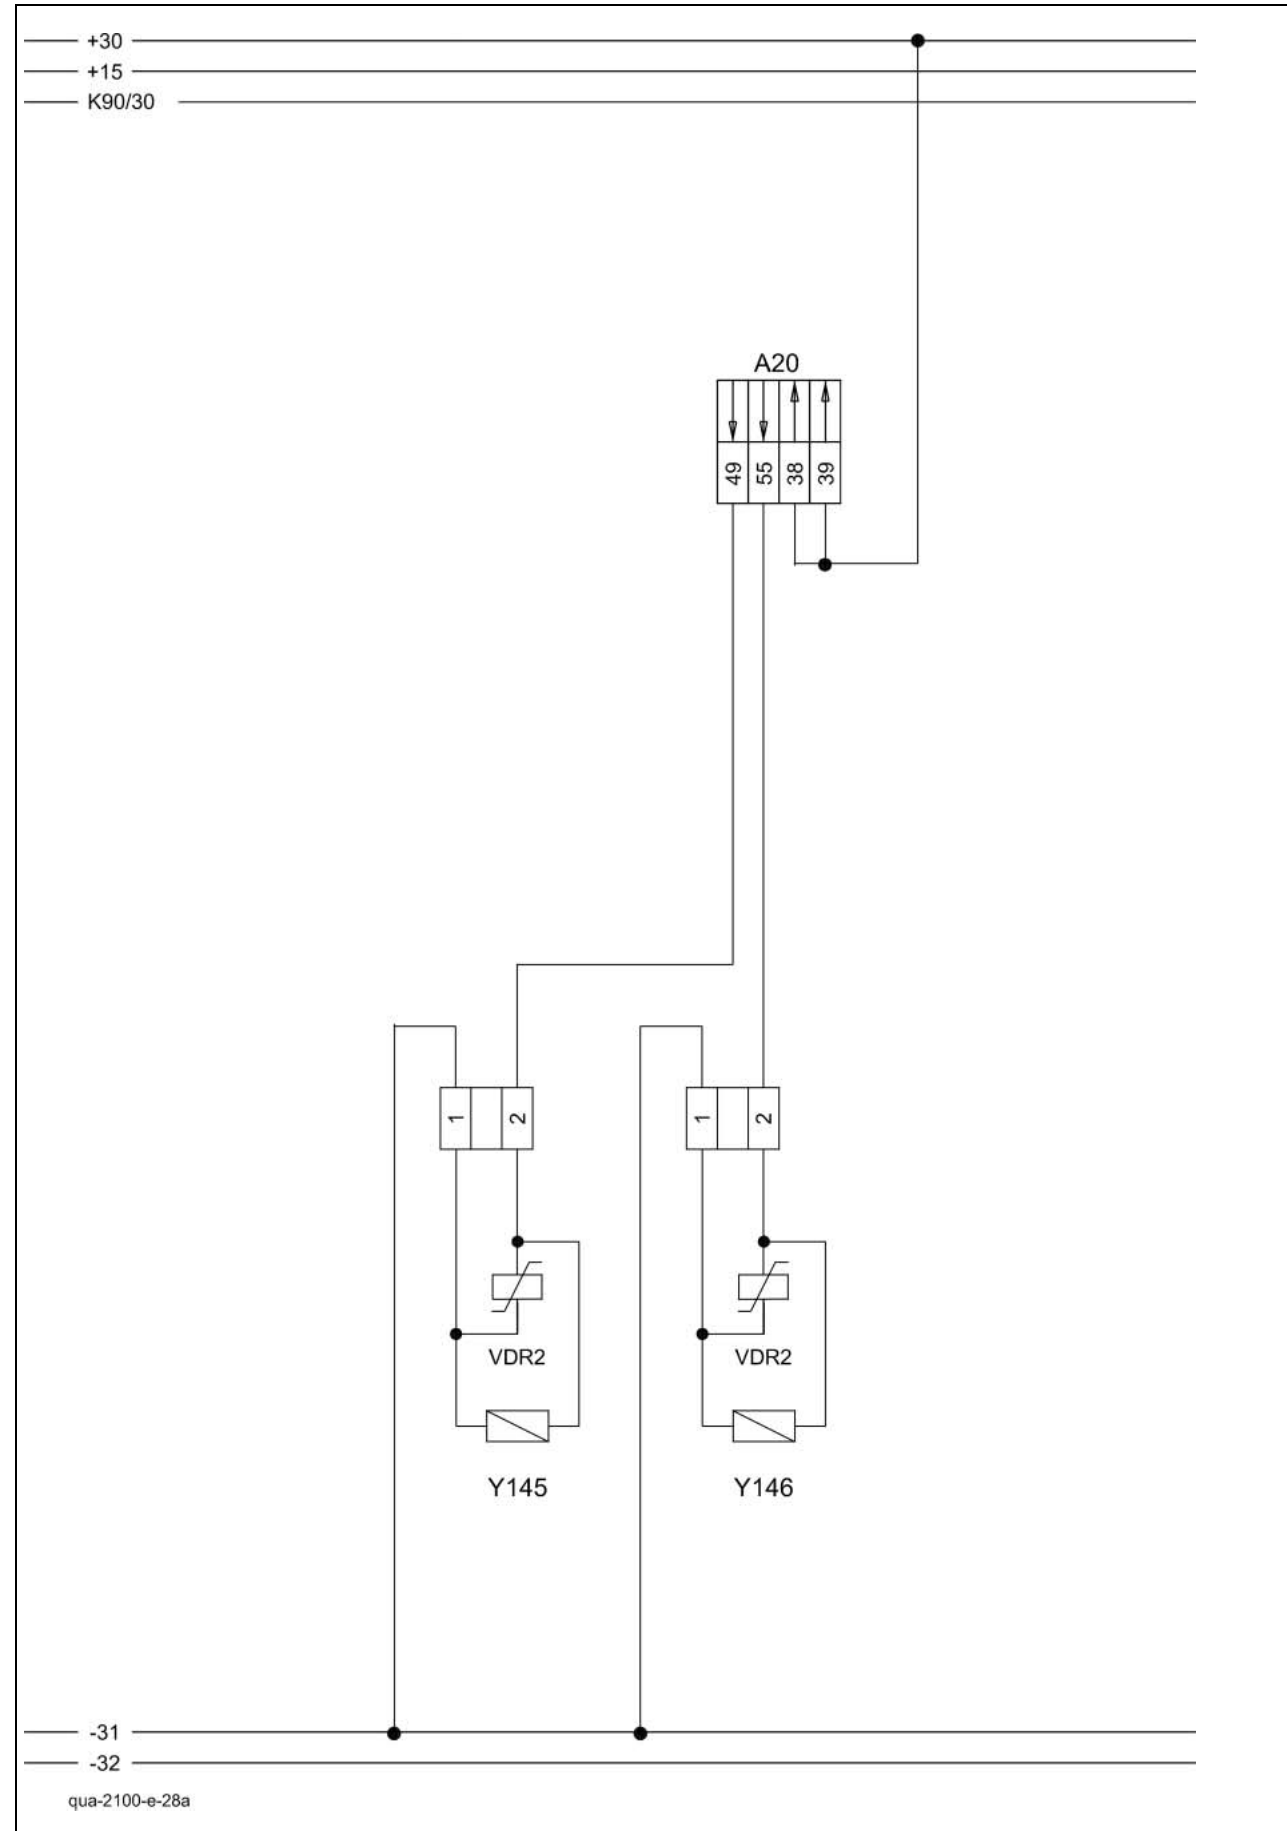 +30
+15
K90/30
A20
49 55 38 39
1 2 1 2
VDR2 VDR2
Y145 Y146
-31
-32
qua-2100-e-28a